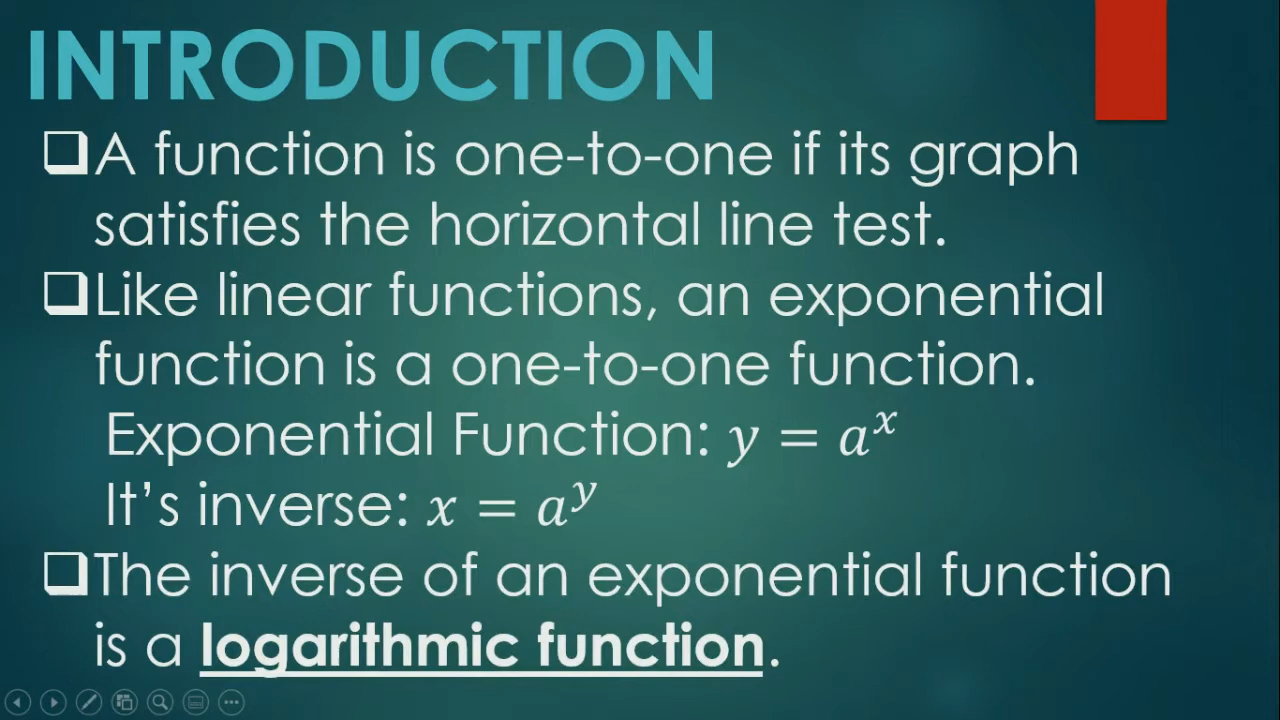 INTRODUCTION
❑A function is one-to-one if its graph
satisfies the horizontal line test.
❑Like linear functions, an exponential
function is a one-to-one function.
Exponential Function: y = aˣ
It’s inverse: x = aʸ
❑The inverse of an exponential function
is a logarithmic function.